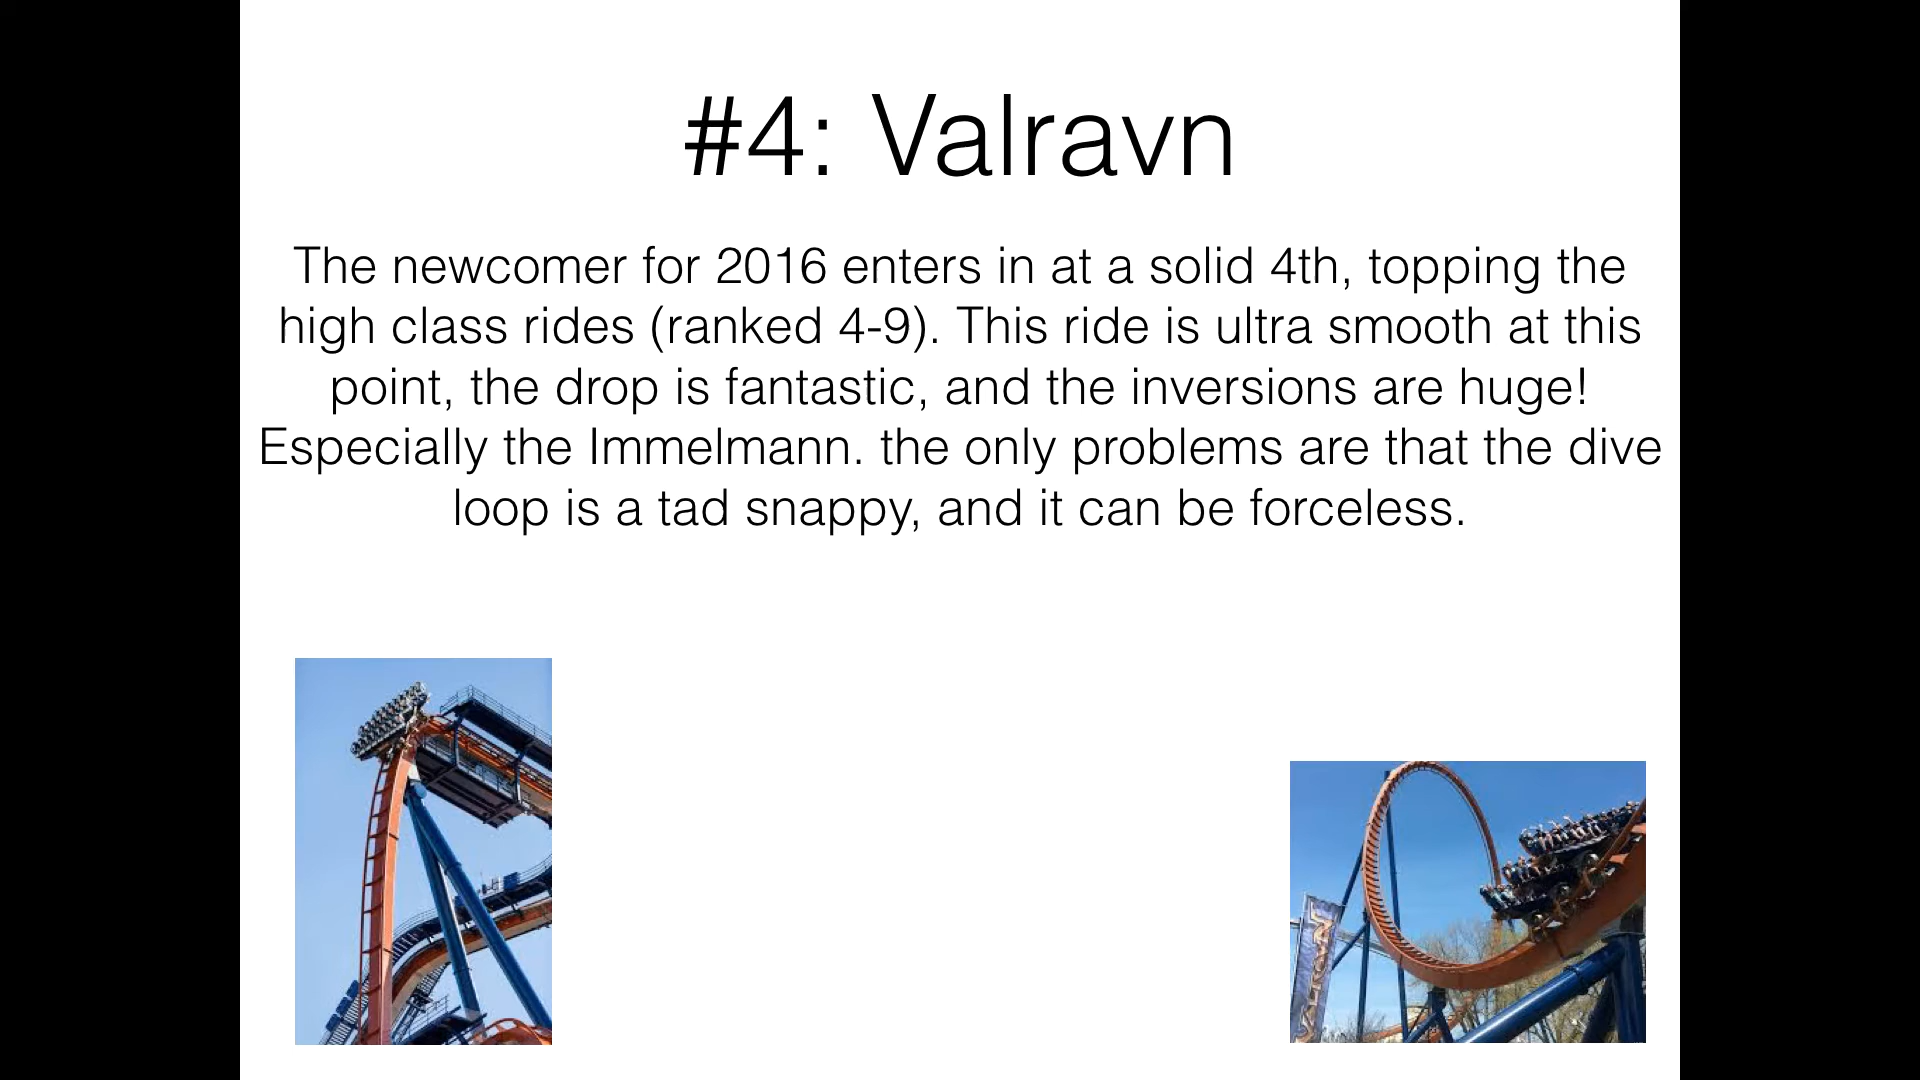 #4: Valravn
The newcomer for 2016 enters in at a solid 4th, topping the
high class rides (ranked 4-9). This ride is ultra smooth at this
point, the drop is fantastic, and the inversions are huge!
Especially the Immelmann. the only problems are that the dive
loop is a tad snappy, and it can be forceless.